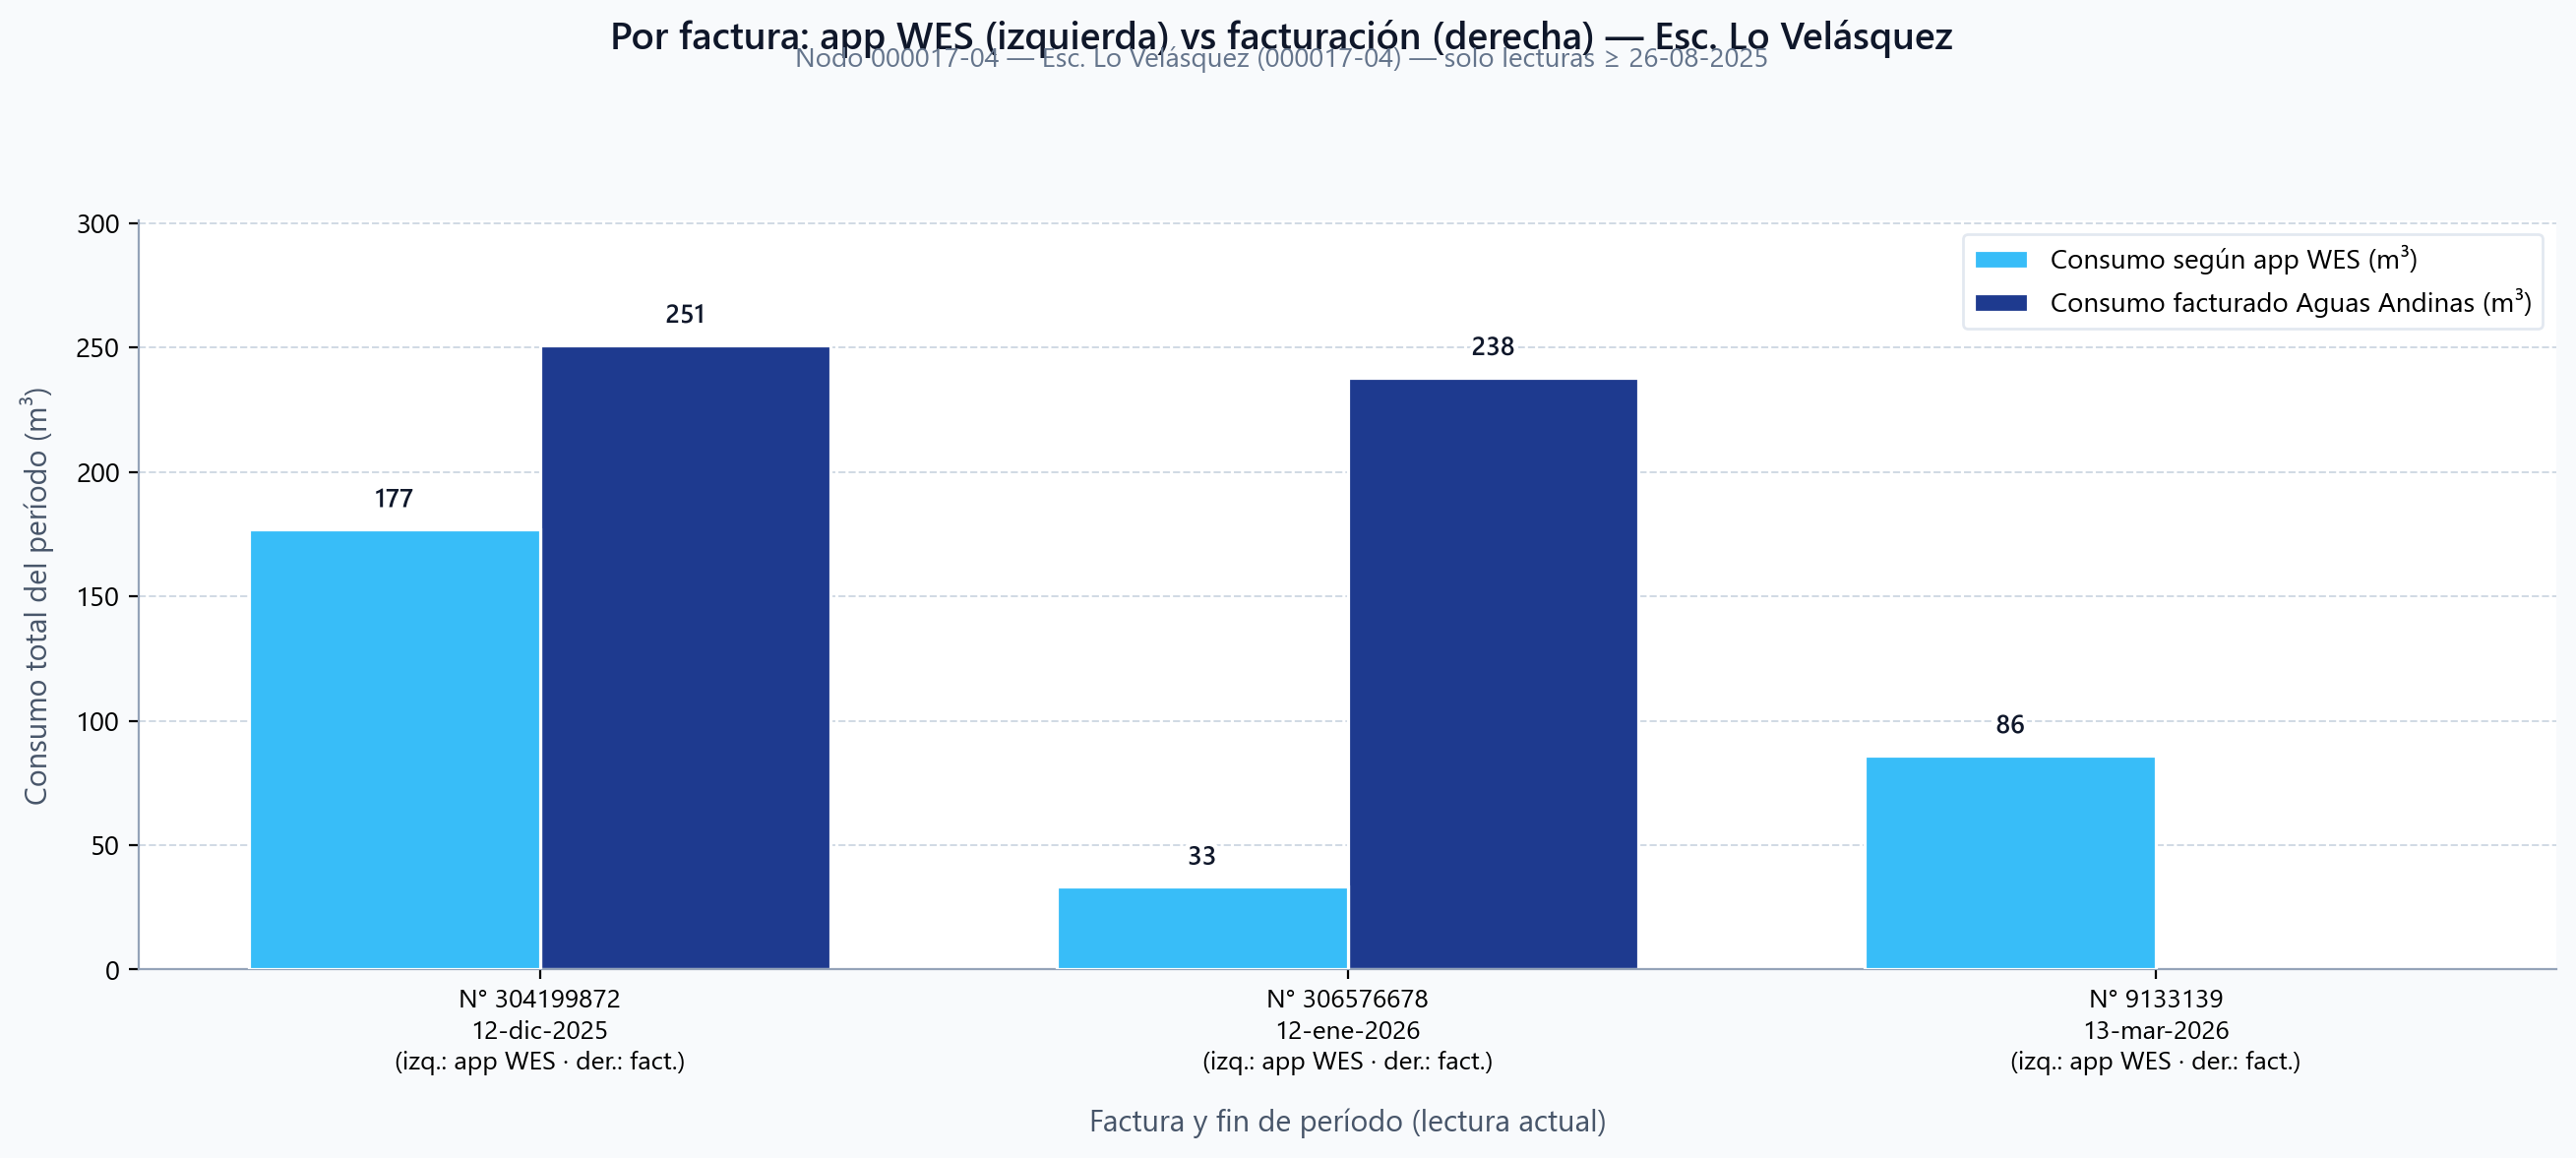 Por factura: app WES (izquierda) vs facturación (derecha) — Esc. Lo Velásquez
Nodo 000017-04 — Esc. Lo Velásquez (000017-04) — solo lecturas ≥ 26-08-2025
Consumo total del período (m³)
300
250
200
150
100
50
0
Consumo según app WES (m³)
Consumo facturado Aguas Andinas (m³)
177
251
33
238
86
N° 304199872
12-dic-2025
(izq.: app WES · der.: fact.)
N° 306576678
12-ene-2026
(izq.: app WES · der.: fact.)
N° 9133139
13-mar-2026
(izq.: app WES · der.: fact.)
Factura y fin de período (lectura actual)